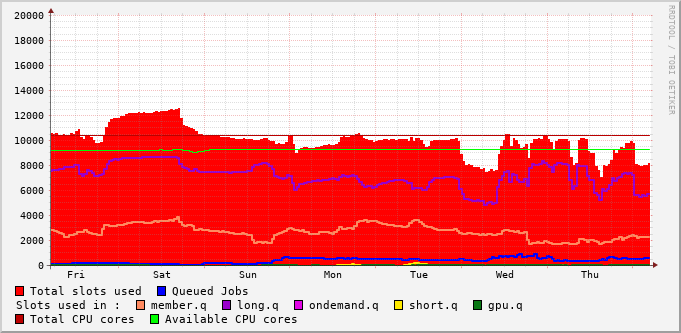 20000
18000
16000
14000
12000
10000
8000
6000
4000
2000
0
Fri Sat Sun Mon Tue Wed Thu
RRDTOOL / TOBI OETIKER
Total slots used Queued Jobs
Slots used in : member.q long.q ondemand.q short.q gpu.q
Total CPU cores Available CPU cores